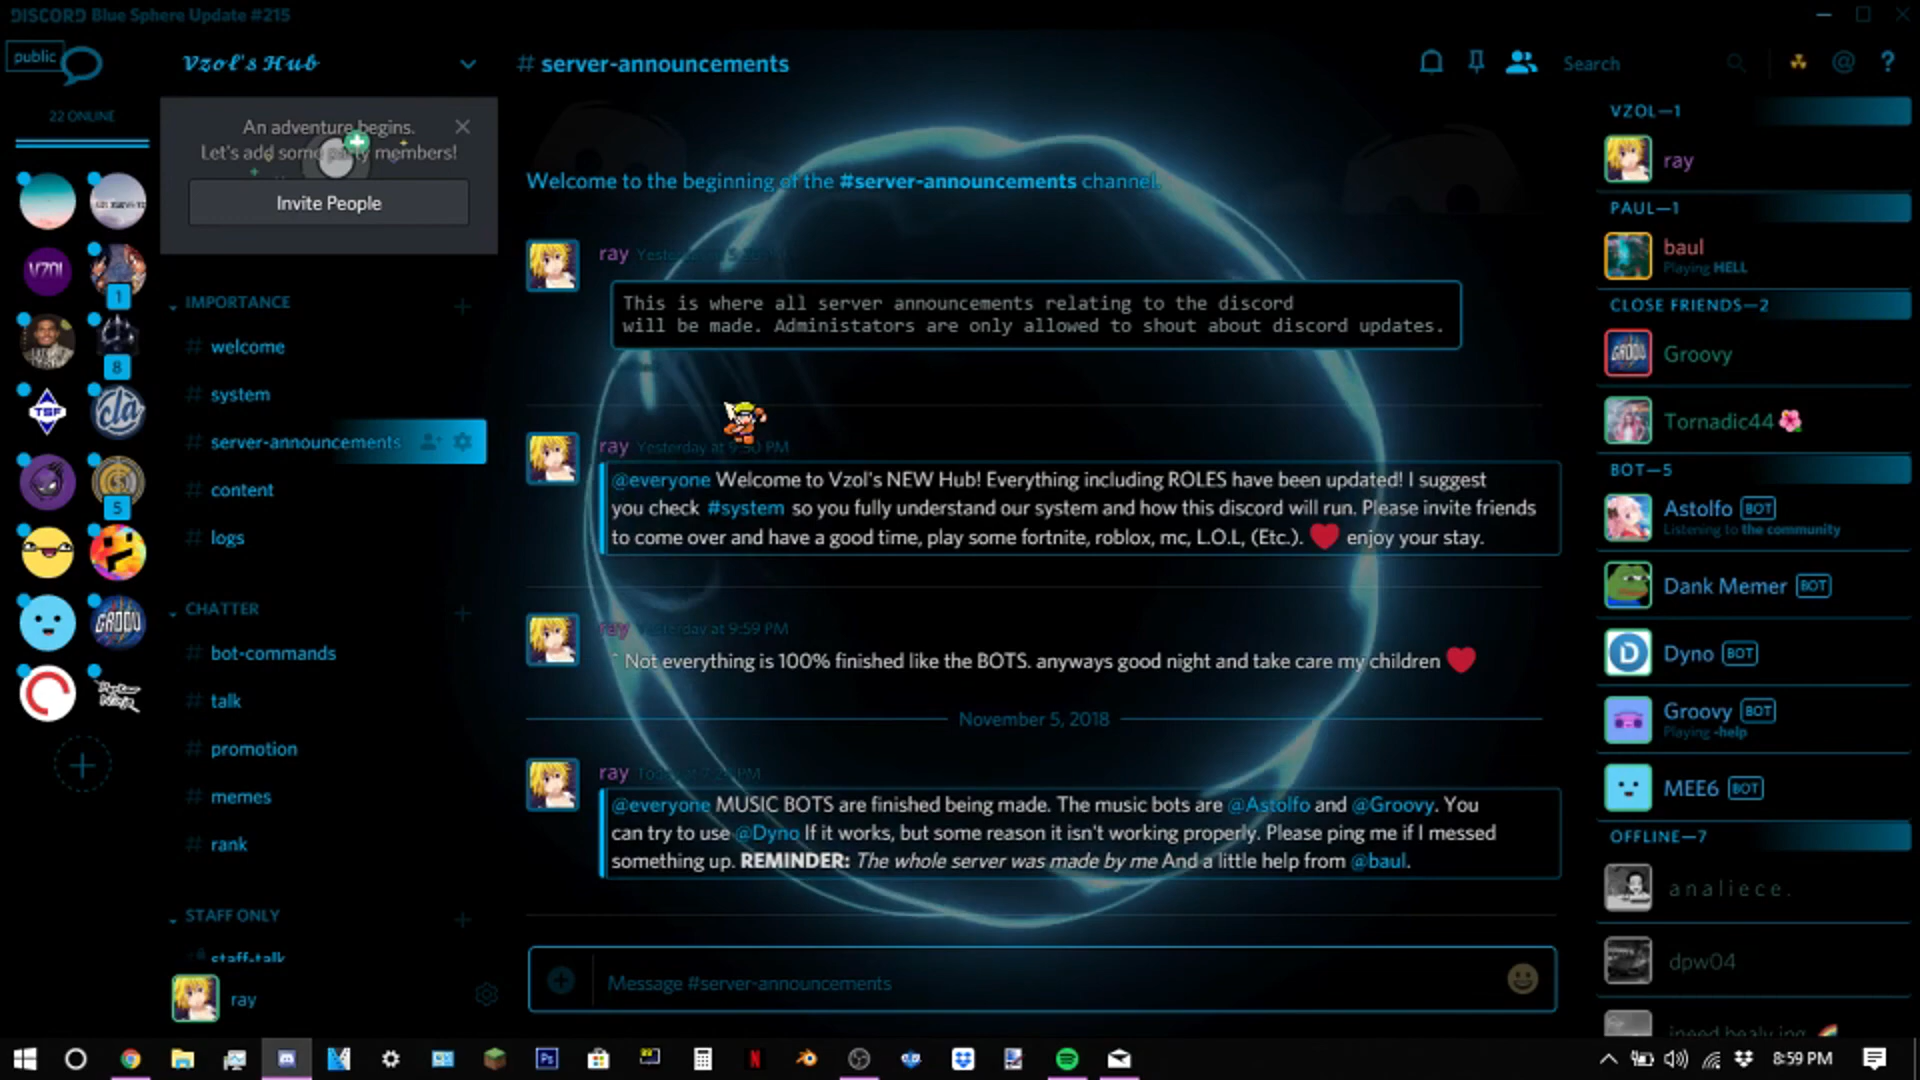 DISCORD Blue Sphere Update #215
public
Vzol's Hub
# server-announcements
Search
22 ONLINE
An adventure begins.
Let's add some party members!
Invite People
IMPORTANCE
# welcome
# system
# server-announcements
# content
# logs
CHATTER
# bot-commands
# talk
# promotion
# memes
# rank
STAFF ONLY
staff-talk
ray
VZOL
1
8
TSF
cla
5
GROOV
Welcome to the beginning of the #server-announcements channel.
ray
This is where all server announcements relating to the discord
will be made. Administators are only allowed to shout about discord updates.
ray Yesterday at 9:50 PM
@everyone Welcome to Vzol's NEW Hub! Everything including ROLES have been updated! I suggest
you check #system so you fully understand our system and how this discord will run. Please invite friends
to come over and have a good time, play some fortnite, roblox, mc, L.O.L, (Etc.). ❤ enjoy your stay.
ray Yesterday at 9:59 PM
^ Not everything is 100% finished like the BOTS. anyways good night and take care my children ❤
November 5, 2018
ray
@everyone MUSIC BOTS are finished being made. The music bots are @Astolfo and @Groovy. You
can try to use @Dyno If it works, but some reason it isn't working properly. Please ping me if I messed
something up. REMINDER: The whole server was made by me And a little help from @baul.
Message #server-announcements
VZOL—1
ray
PAUL—1
baul
Playing HELL
CLOSE FRIENDS—2
Groovy
Tornadic44🌺
BOT—5
Astolfo BOT
Listening to the community
Dank Memer BOT
Dyno BOT
Groovy BOT
Playing -help
MEE6 BOT
OFFLINE—7
analiece.
dpw04
8:59 PM